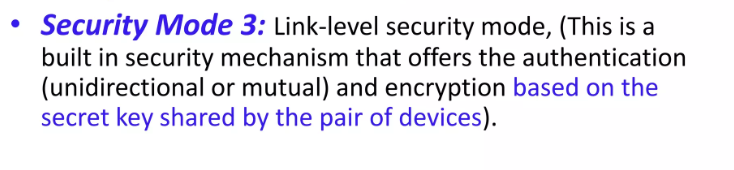 • Security Mode 3: Link-level security mode, (This is a
built in security mechanism that offers the authentication
(unidirectional or mutual) and encryption based on the
secret key shared by the pair of devices).